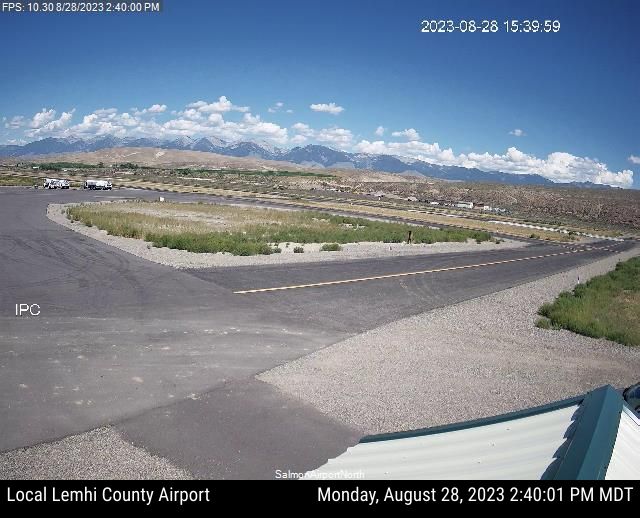 FPS: 10.30 8/28/2023 2:40:00 PM
2023-08-28 15:39:59
IPC
SalmonAirportNorth
Local Lemhi County Airport
Monday, August 28, 2023 2:40:01 PM MDT